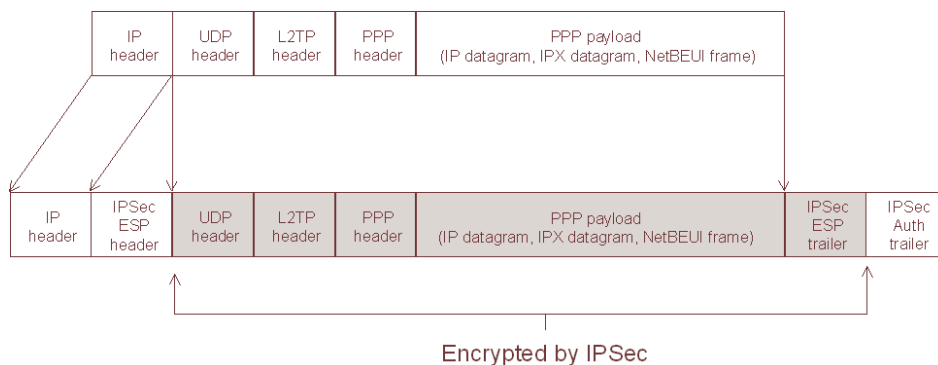 IP
header
UDP
header
L2TP
header
PPP
header
PPP payload
(IP datagram, IPX datagram, NetBEUI frame)
IP
header
IPSec
ESP
header
UDP
header
L2TP
header
PPP
header
PPP payload
(IP datagram, IPX datagram, NetBEUI frame)
IPSec
ESP
trailer
IPSec
Auth
trailer
Encrypted by IPSec